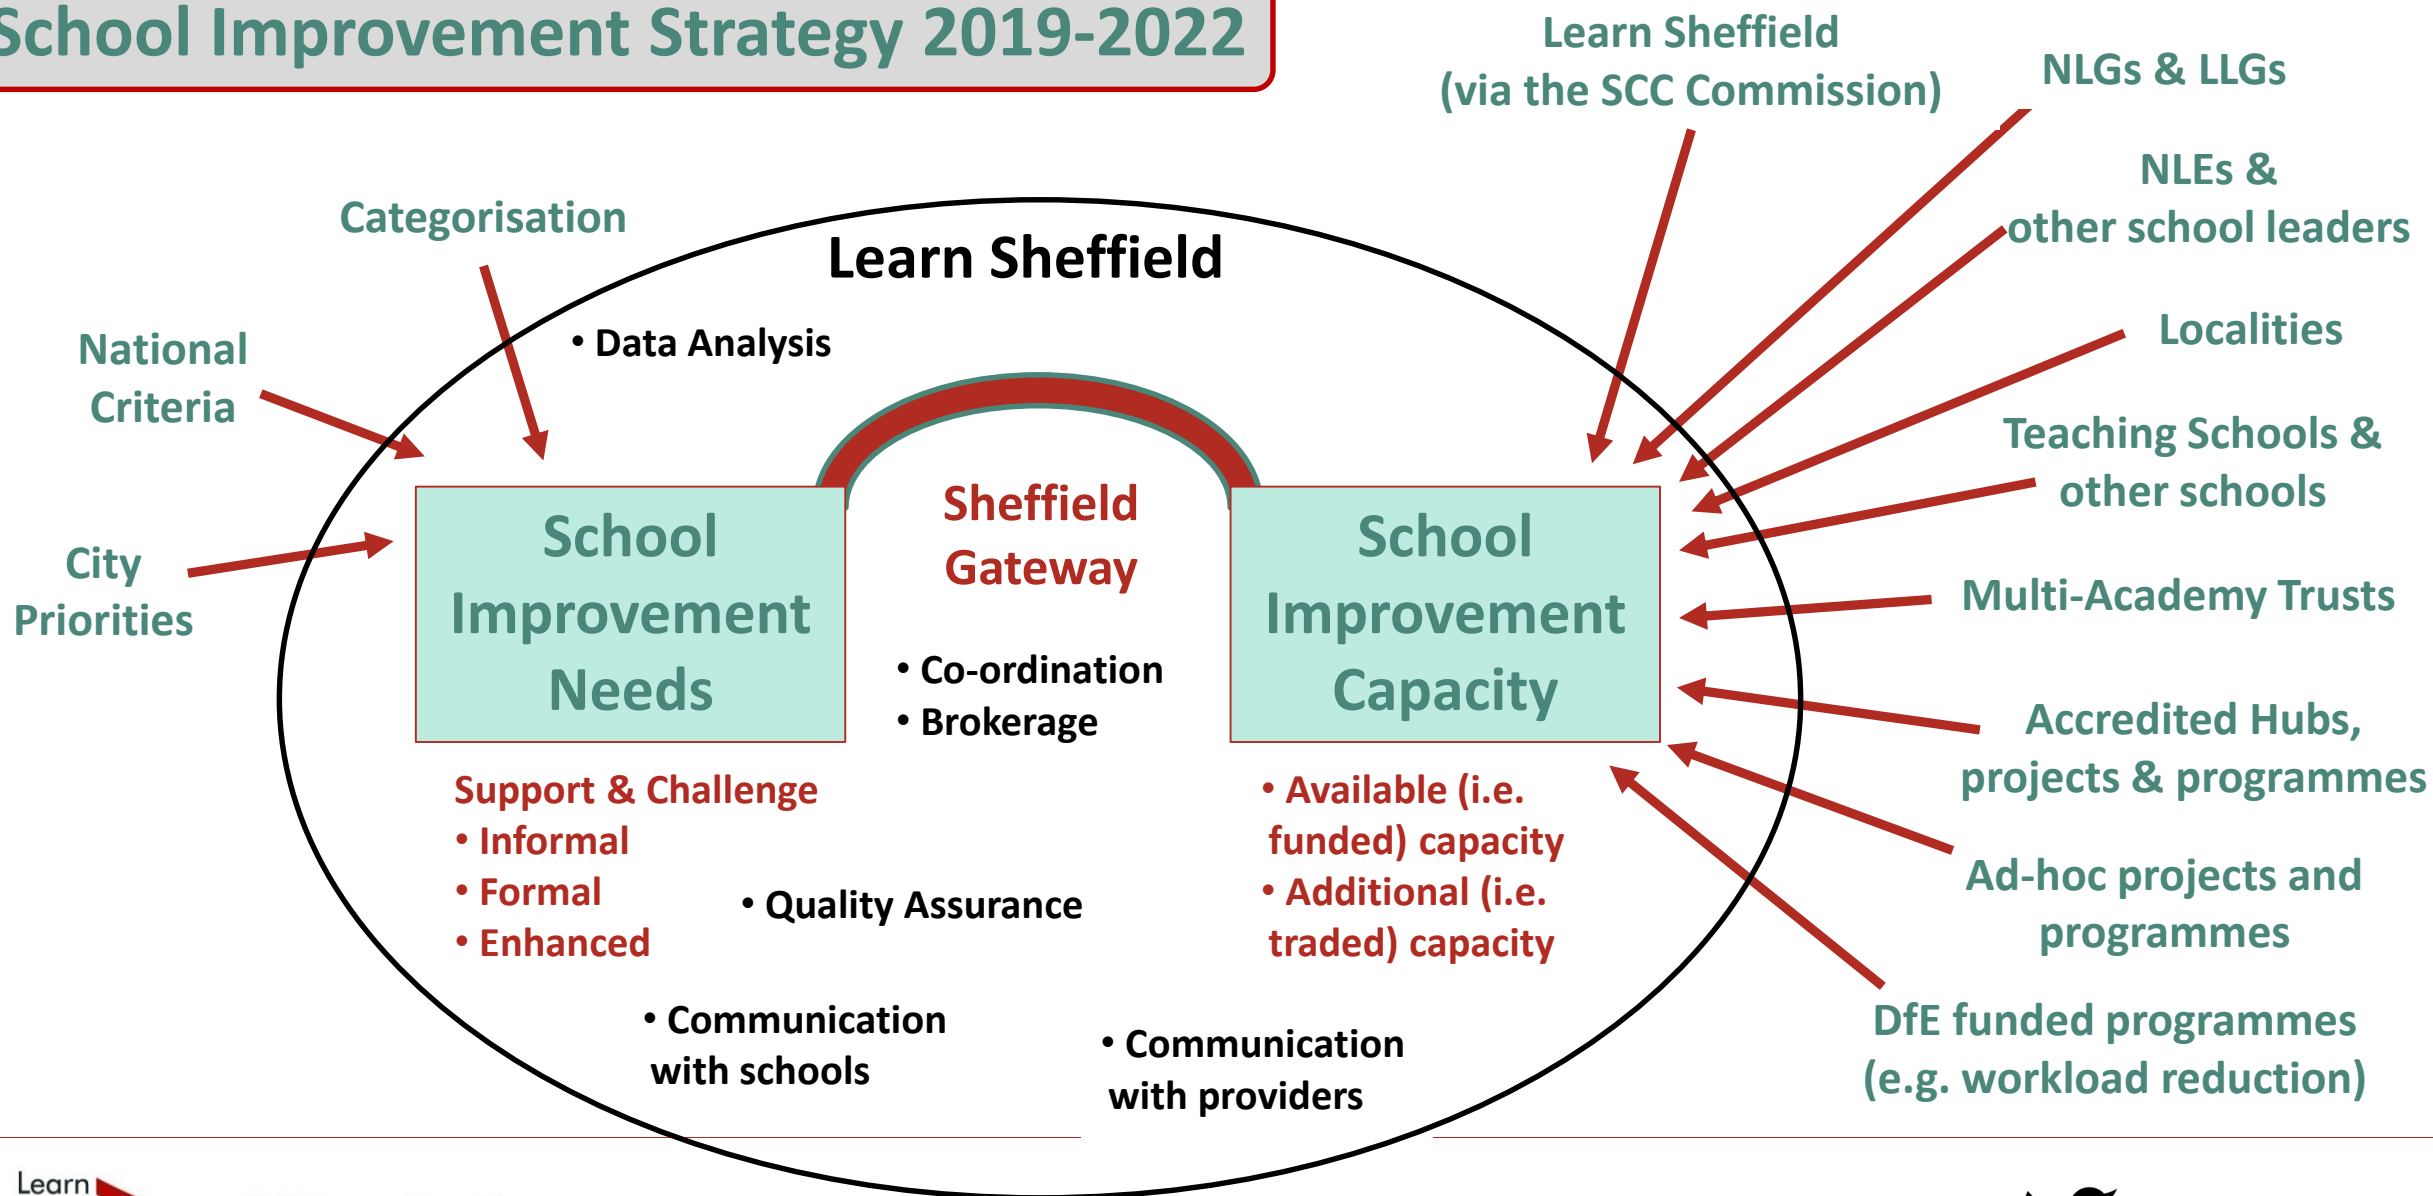 School Improvement Strategy 2019-2022
Learn Sheffield
(via the SCC Commission)
NLGs & LLGs
NLEs &
other school leaders
Localities
Teaching Schools &
other schools
Multi-Academy Trusts
Accredited Hubs,
projects & programmes
Ad-hoc projects and
programmes
DfE funded programmes
(e.g. workload reduction)
Categorisation
National
Criteria
City
Priorities
Learn Sheffield
• Data Analysis
School
Improvement
Needs
Sheffield
Gateway
• Co-ordination
• Brokerage
School
Improvement
Capacity
Support & Challenge
• Informal
• Formal
• Enhanced
• Quality Assurance
• Available (i.e.
funded) capacity
• Additional (i.e.
traded) capacity
• Communication
with schools
• Communication
with providers
Learn